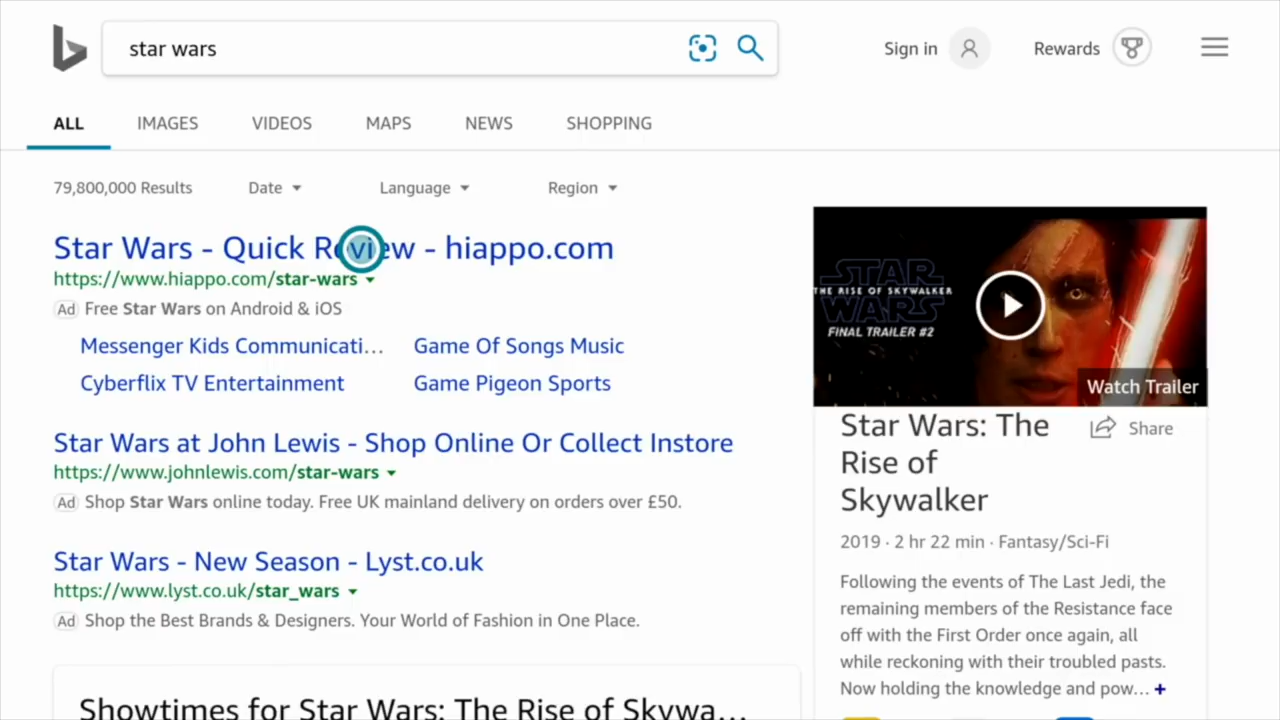 star wars
Sign in
Rewards
ALL
IMAGES
VIDEOS
MAPS
NEWS
SHOPPING
79,800,000 Results
Date
Language
Region
Star Wars - Quick Review - hiappo.com
https://www.hiappo.com/star-wars
Ad Free Star Wars on Android & iOS
Messenger Kids Communicati...
Game Of Songs Music
Cyberflix TV Entertainment
Game Pigeon Sports
Star Wars at John Lewis - Shop Online Or Collect Instore
https://www.johnlewis.com/star-wars
Ad Shop Star Wars online today. Free UK mainland delivery on orders over £50.
Star Wars - New Season - Lyst.co.uk
https://www.lyst.co.uk/star_wars
Ad Shop the Best Brands & Designers. Your World of Fashion in One Place.
Showtimes for Star Wars: The Rise of Skywa...
STAR
THE RISE OF SKYWALKER
WARS
FINAL TRAILER #2
Watch Trailer
Star Wars: The
Rise of
Skywalker
Share
2019 · 2 hr 22 min · Fantasy/Sci-Fi
Following the events of The Last Jedi, the
remaining members of the Resistance face
off with the First Order once again, all
while reckoning with their troubled pasts.
Now holding the knowledge and pow... +